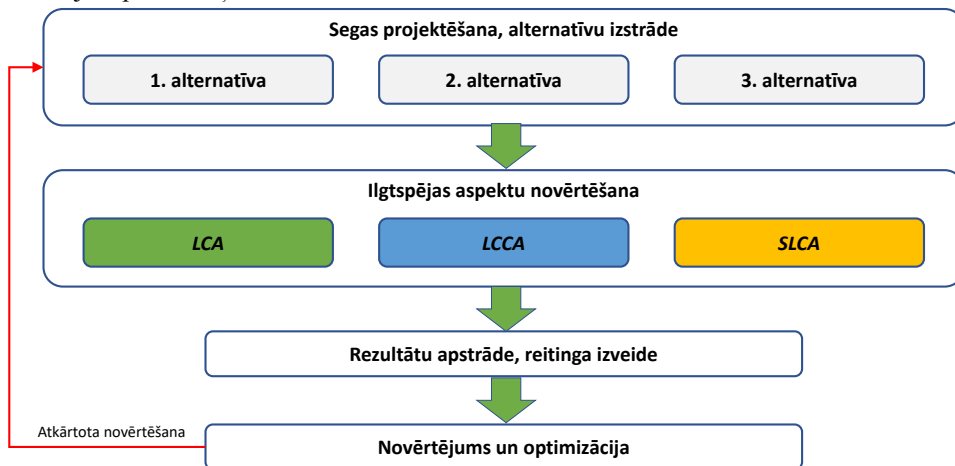 Segas projektēšana, alternatīvu izstrāde
1. alternatīva
2. alternatīva
3. alternatīva
Ilgtspējas aspektu novērtēšana
LCA
LCCA
SLCA
Rezultātu apstrāde, reitinga izveide
Atkārtota novērtēšana
Novērtējums un optimizācija